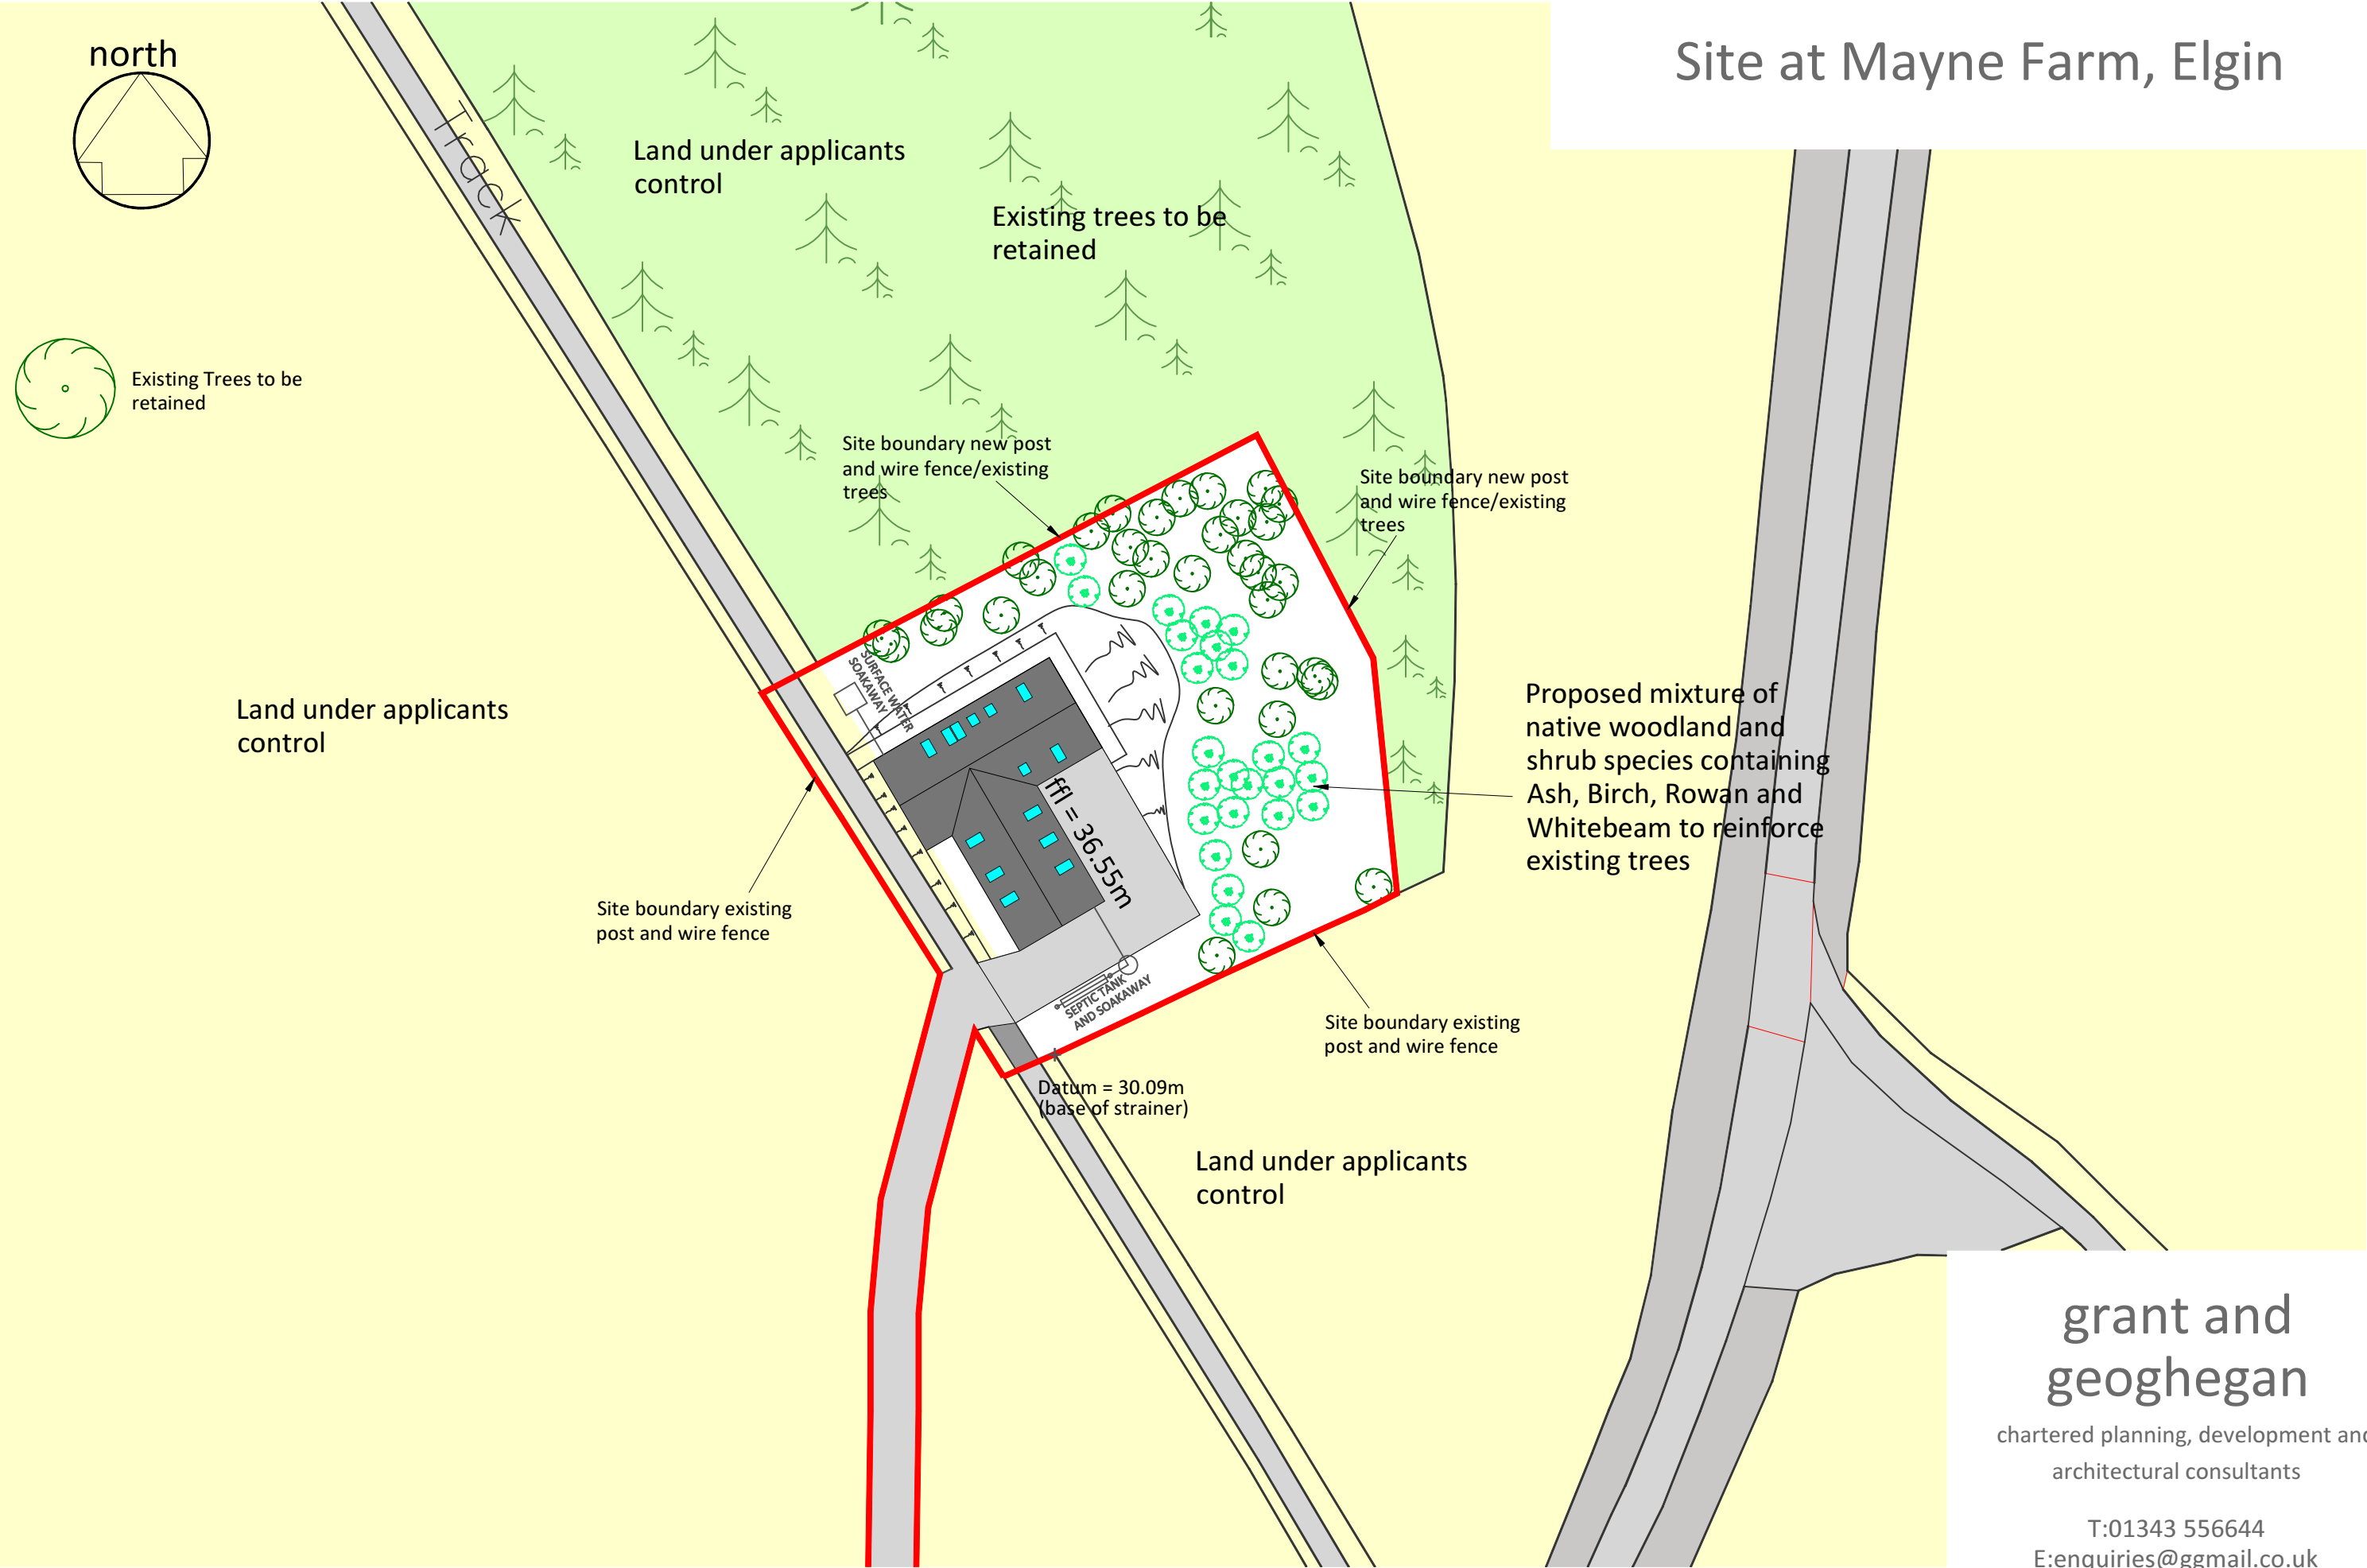 Site at Mayne Farm, Elgin
north
Track
Land under applicants
control
Existing trees to be
retained
Existing Trees to be
retained
Site boundary new post
and wire fence/existing
trees
Site boundary new post
and wire fence/existing
trees
SURFACE WATER
SOAKAWAY
Land under applicants
control
Proposed mixture of
native woodland and
shrub species containing
Ash, Birch, Rowan and
Whitebeam to reinforce
existing trees
ffl = 36.55m
Site boundary existing
post and wire fence
SEPTIC TANK
AND SOAKAWAY
Site boundary existing
post and wire fence
Datum = 30.09m
(base of strainer)
Land under applicants
control
grant and
geoghegan
chartered planning, development and
architectural consultants
T:01343 556644
E:enquiries@ggmail.co.uk